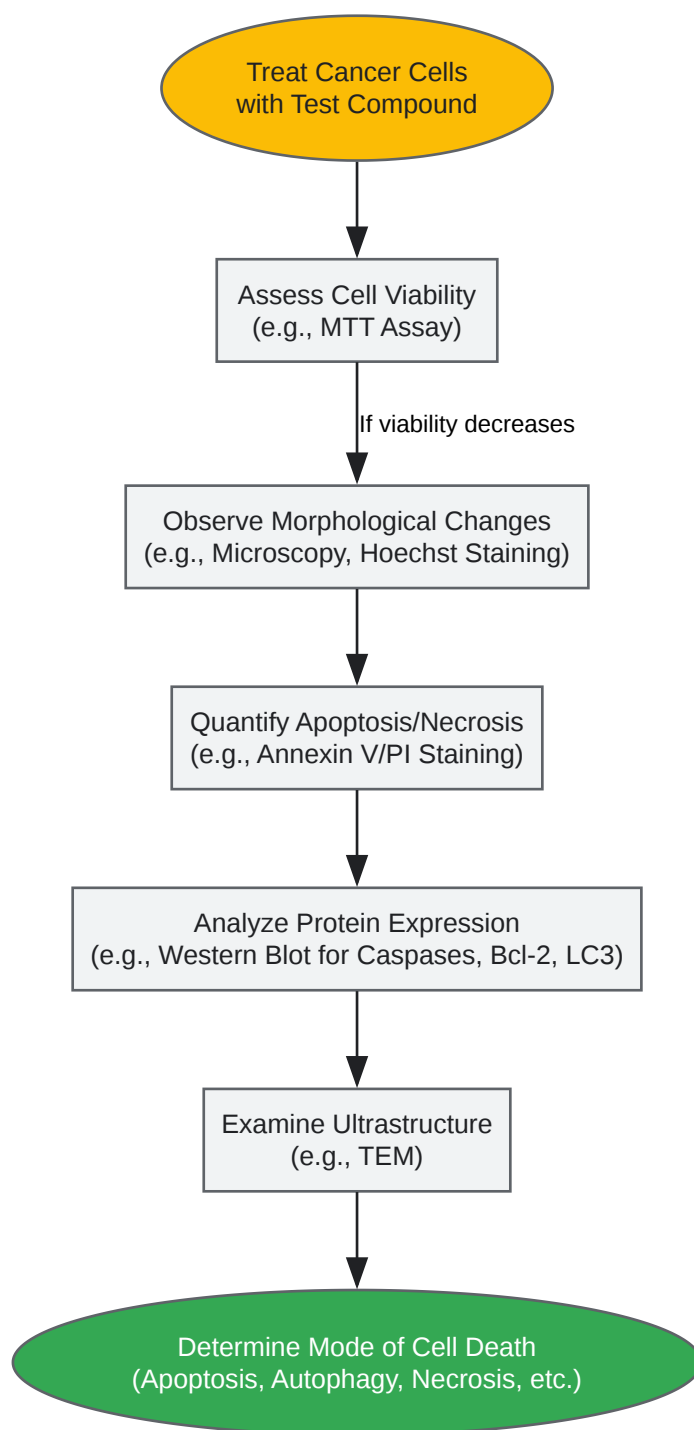 Treat Cancer Cells
with Test Compound
Assess Cell Viability
(e.g., MTT Assay)
If viability decreases
Observe Morphological Changes
(e.g., Microscopy, Hoechst Staining)
Quantify Apoptosis/Necrosis
(e.g., Annexin V/PI Staining)
Analyze Protein Expression
(e.g., Western Blot for Caspases, Bcl-2, LC3)
Examine Ultrastructure
(e.g., TEM)
Determine Mode of Cell Death
(Apoptosis, Autophagy, Necrosis, etc.)